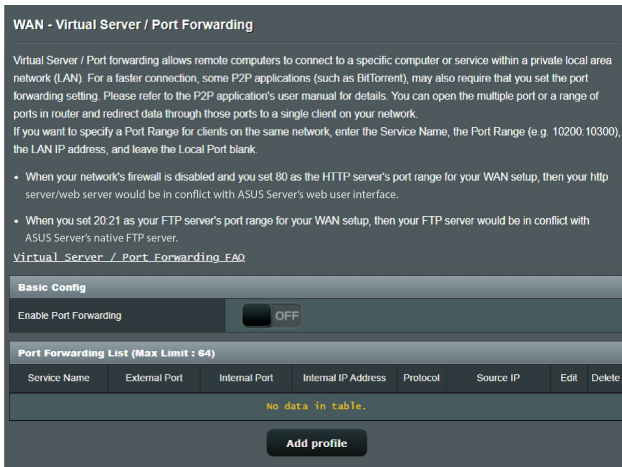 WAN - Virtual Server / Port Forwarding
Virtual Server / Port forwarding allows remote computers to connect to a specific computer or service within a private local area
network (LAN). For a faster connection, some P2P applications (such as BitTorrent), may also require that you set the port
forwarding setting. Please refer to the P2P application's user manual for details. You can open the multiple port or a range of
ports in router and redirect data through those ports to a single client on your network.
If you want to specify a Port Range for clients on the same network, enter the Service Name, the Port Range (e.g. 10200:10300),
the LAN IP address, and leave the Local Port blank.
• When your network's firewall is disabled and you set 80 as the HTTP server's port range for your WAN setup, then your http
server/web server would be in conflict with ASUS Server's web user interface.
• When you set 20:21 as your FTP server's port range for your WAN setup, then your FTP server would be in conflict with
ASUS Server's native FTP server.
Virtual Server / Port Forwarding FAQ
Basic Config
Enable Port Forwarding OFF
Port Forwarding List (Max Limit : 64)
Service Name External Port Internal Port Internal IP Address Protocol Source IP Edit Delete
No data in table.
Add profile